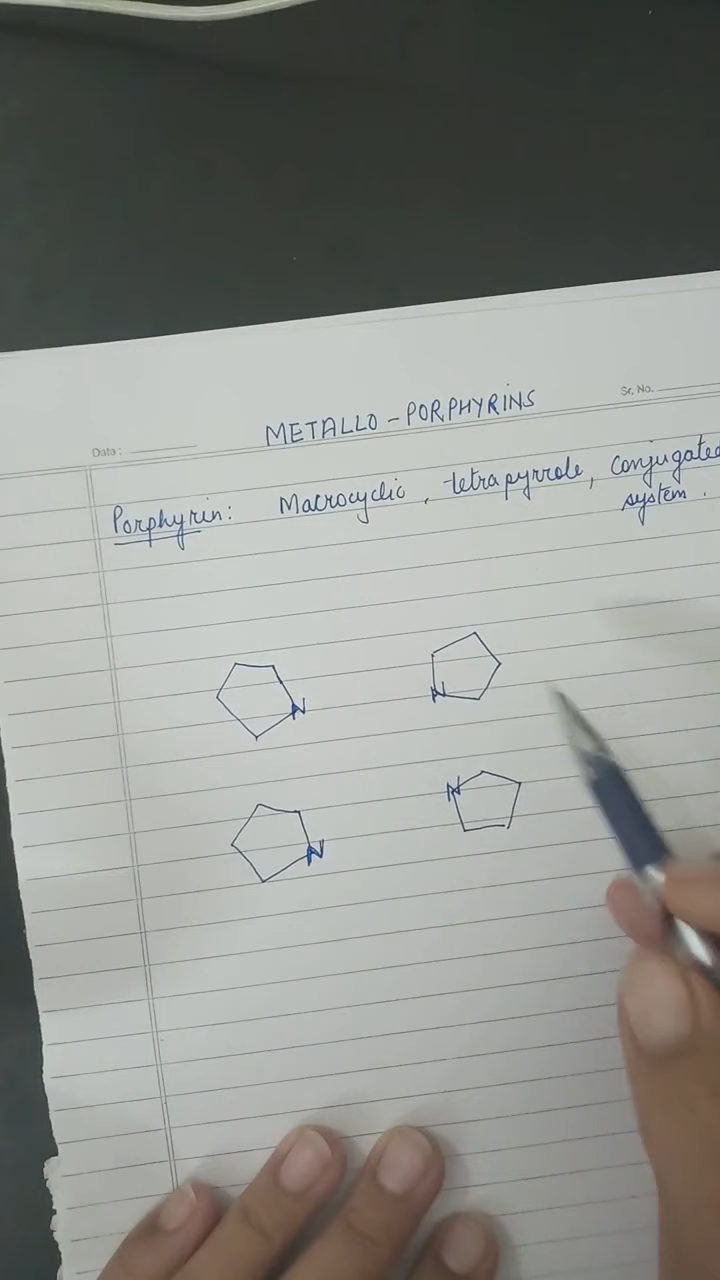 Sr. No.
METALLO - PORPHYRINS
Date :
Porphyrin: Macrocyclic, tetrapyrrole, conjugated
system.
N
N
N
N